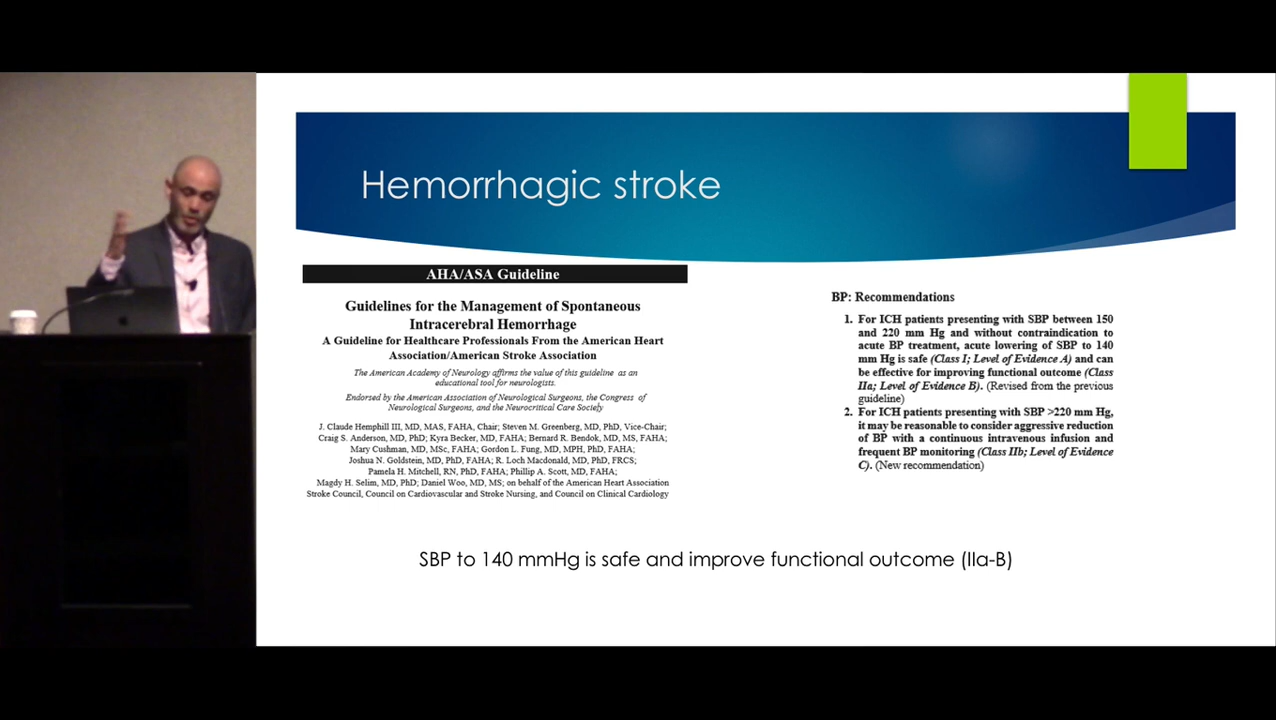 Hemorrhagic stroke
AHA/ASA Guideline
Guidelines for the Management of Spontaneous
Intracerebral Hemorrhage
A Guideline for Healthcare Professionals From the American Heart
Association/American Stroke Association
The American Academy of Neurology affirms the value of this guideline as an
educational tool for neurologists.
Endorsed by the American Association of Neurological Surgeons, the Congress of
Neurological Surgeons, and the Neurocritical Care Society
J. Claude Hemphill III, MD, MAS, FAHA, Chair; Steven M. Greenberg, MD, PhD, Vice-Chair;
Craig S. Anderson, MD, PhD; Kyra Becker, MD, FAHA; Bernard R. Bendok, MD, MS, FAHA;
Mary Cushman, MD, MSc, FAHA; Gordon L. Fung, MD, MPH, PhD, FAHA;
Joshua N. Goldstein, MD, PhD, FAHA; R. Loch Macdonald, MD, PhD, FRCS;
Pamela H. Mitchell, RN, PhD, FAHA; Phillip A. Scott, MD, FAHA;
Magdy H. Selim, MD, PhD; Daniel Woo, MD, MS; on behalf of the American Heart Association
Stroke Council, Council on Cardiovascular and Stroke Nursing, and Council on Clinical Cardiology
BP: Recommendations
1. For ICH patients presenting with SBP between 150
and 220 mm Hg and without contraindication to
acute BP treatment, acute lowering of SBP to 140
mm Hg is safe (Class I; Level of Evidence A) and can
be effective for improving functional outcome (Class
IIa; Level of Evidence B). (Revised from the previous
guideline)
2. For ICH patients presenting with SBP >220 mm Hg,
it may be reasonable to consider aggressive reduction
of BP with a continuous intravenous infusion and
frequent BP monitoring (Class IIb; Level of Evidence
C). (New recommendation)
SBP to 140 mmHg is safe and improve functional outcome (IIa-B)